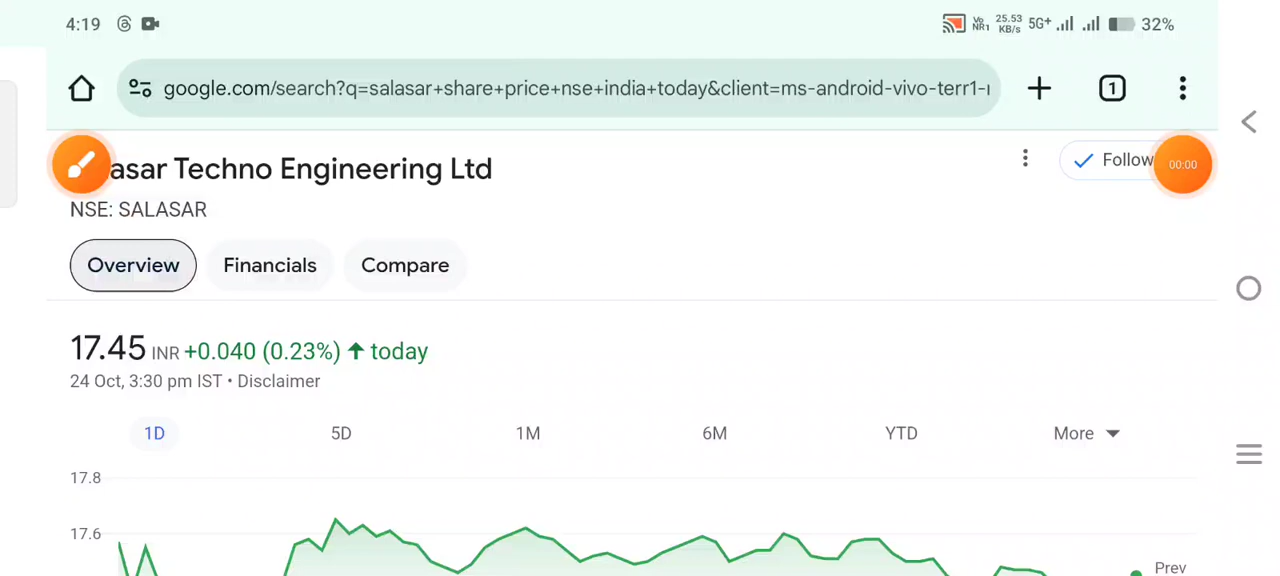 4:19
Vo NR1 25.53 KB/s 5G+ 32%
google.com/search?q=salasar+share+price+nse+india+today&client=ms-android-vivo-terr1-
1
asar Techno Engineering Ltd
Follow
00:00
NSE: SALASAR
Overview Financials Compare
17.45 INR +0.040 (0.23%) ↑ today
24 Oct, 3:30 pm IST • Disclaimer
1D 5D 1M 6M YTD More
17.8
17.6
Prev